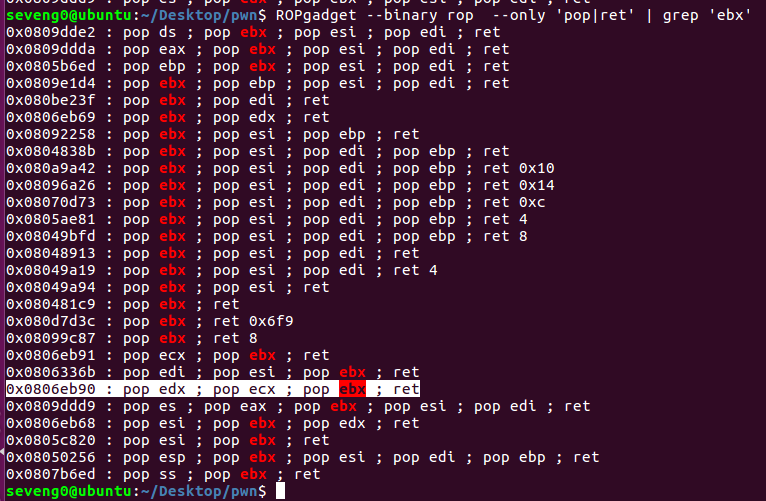 seveng0@ubuntu:~/Desktop/pwn$ ROPgadget --binary rop  --only 'pop|ret' | grep 'ebx'
0x0809dde2 : pop ds ; pop ebx ; pop esi ; pop edi ; ret
0x0809ddda : pop eax ; pop ebx ; pop esi ; pop edi ; ret
0x0805b6ed : pop ebp ; pop ebx ; pop esi ; pop edi ; ret
0x0809e1d4 : pop ebx ; pop ebp ; pop esi ; pop edi ; ret
0x080be23f : pop ebx ; pop edi ; ret
0x0806eb69 : pop ebx ; pop edx ; ret
0x08092258 : pop ebx ; pop esi ; pop ebp ; ret
0x0804838b : pop ebx ; pop esi ; pop edi ; pop ebp ; ret
0x080a9a42 : pop ebx ; pop esi ; pop edi ; pop ebp ; ret 0x10
0x08096a26 : pop ebx ; pop esi ; pop edi ; pop ebp ; ret 0x14
0x08070d73 : pop ebx ; pop esi ; pop edi ; pop ebp ; ret 0xc
0x0805ae81 : pop ebx ; pop esi ; pop edi ; pop ebp ; ret 4
0x08049bfd : pop ebx ; pop esi ; pop edi ; pop ebp ; ret 8
0x08048913 : pop ebx ; pop esi ; pop edi ; ret
0x08049a19 : pop ebx ; pop esi ; pop edi ; ret 4
0x08049a94 : pop ebx ; pop esi ; ret
0x080481c9 : pop ebx ; ret
0x080d7d3c : pop ebx ; ret 0x6f9
0x08099c87 : pop ebx ; ret 8
0x0806eb91 : pop ecx ; pop ebx ; ret
0x0806336b : pop edi ; pop esi ; pop ebx ; ret
0x0806eb90 : pop edx ; pop ecx ; pop ebx ; ret
0x0809ddd9 : pop es ; pop eax ; pop ebx ; pop esi ; pop edi ; ret
0x0806eb68 : pop esi ; pop ebx ; pop edx ; ret
0x0805c820 : pop esi ; pop ebx ; ret
0x08050256 : pop esp ; pop ebx ; pop esi ; pop edi ; pop ebp ; ret
0x0807b6ed : pop ss ; pop ebx ; ret
seveng0@ubuntu:~/Desktop/pwn$